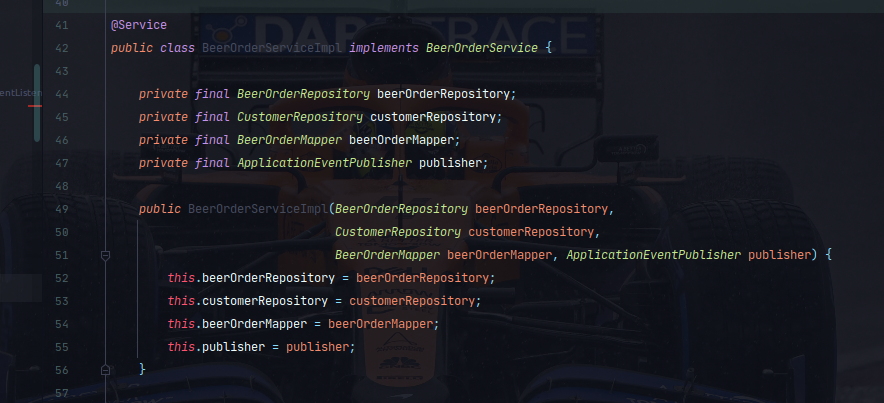 40
41 @Service
42 public class BeerOrderServiceImpl implements BeerOrderService {
43
44 private final BeerOrderRepository beerOrderRepository;
45 private final CustomerRepository customerRepository;
46 private final BeerOrderMapper beerOrderMapper;
47 private final ApplicationEventPublisher publisher;
48
49 public BeerOrderServiceImpl(BeerOrderRepository beerOrderRepository,
50 CustomerRepository customerRepository,
51 BeerOrderMapper beerOrderMapper, ApplicationEventPublisher publisher) {
52 this.beerOrderRepository = beerOrderRepository;
53 this.customerRepository = customerRepository;
54 this.beerOrderMapper = beerOrderMapper;
55 this.publisher = publisher;
56 }
57
entListen